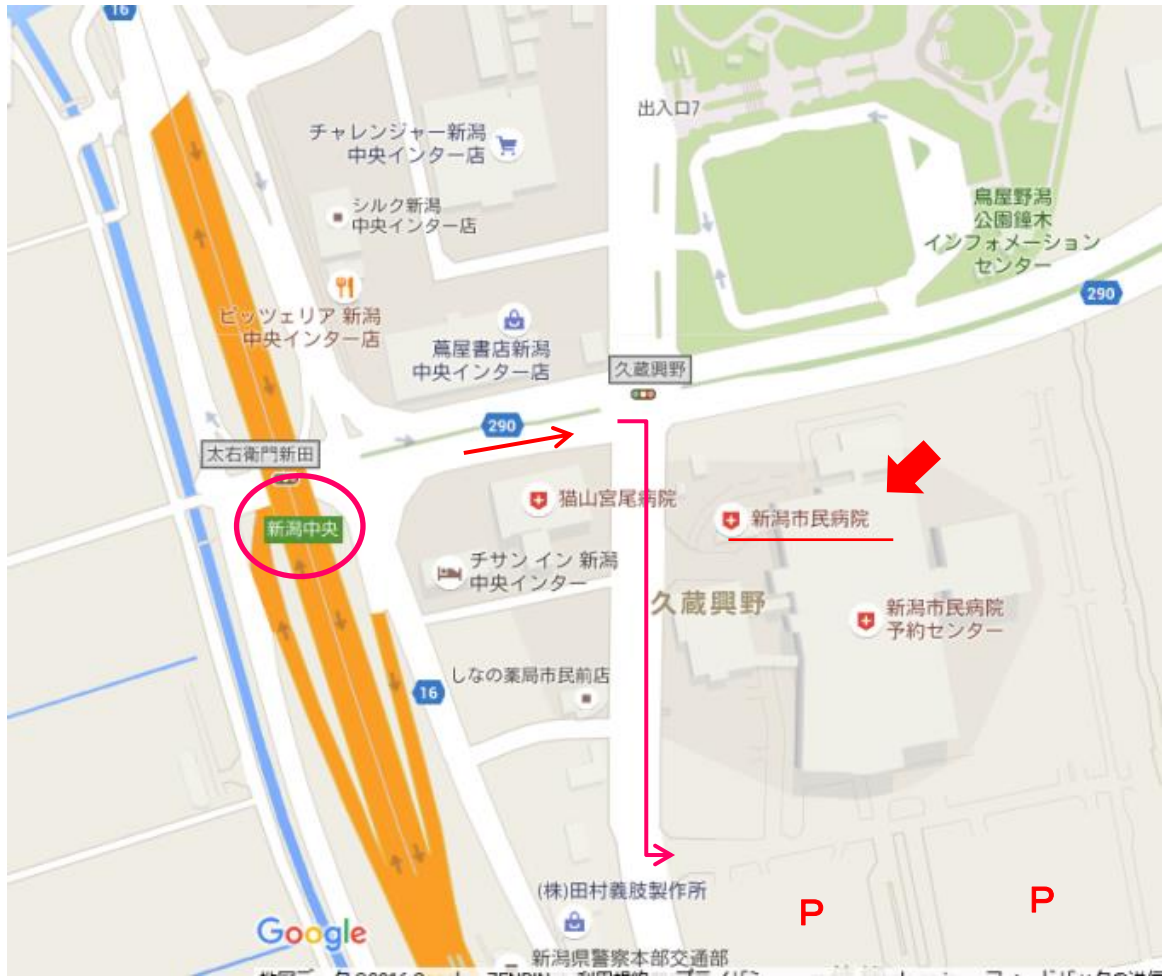 16
出入口7
チャレンジャー新潟
中央インター店
シルク新潟
中央インター店
鳥屋野潟
公園鐘木
インフォメーション
センター
290
ピッツェリア 新潟
中央インター店
蔦屋書店新潟
中央インター店
久蔵興野
290
太右衛門新田
猫山宮尾病院
新潟市民病院
新潟中央
チサン イン 新潟
中央インター
久蔵興野
新潟市民病院
予約センター
しなの薬局市民前店
16
(株)田村義肢製作所
P
P
Google
新潟県警察本部交通部